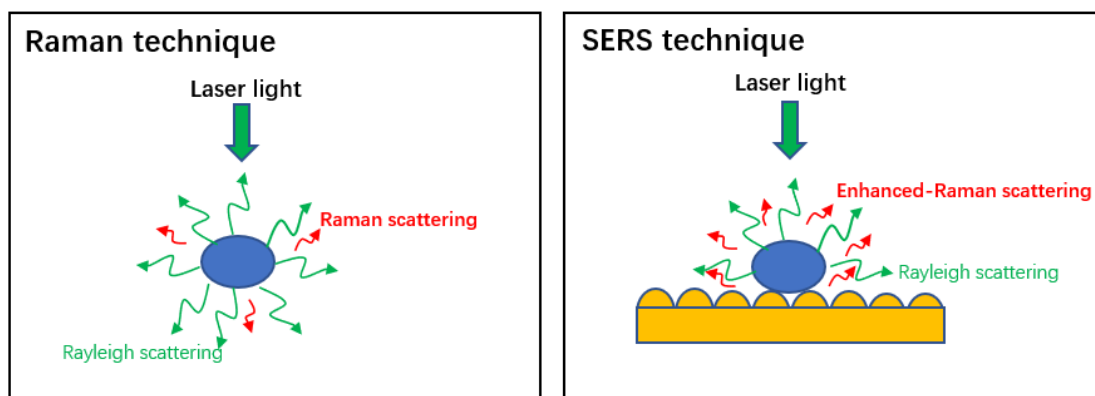 Raman technique
Laser light
Raman scattering
Rayleigh scattering
SERS technique
Laser light
Enhanced-Raman scattering
Rayleigh scattering